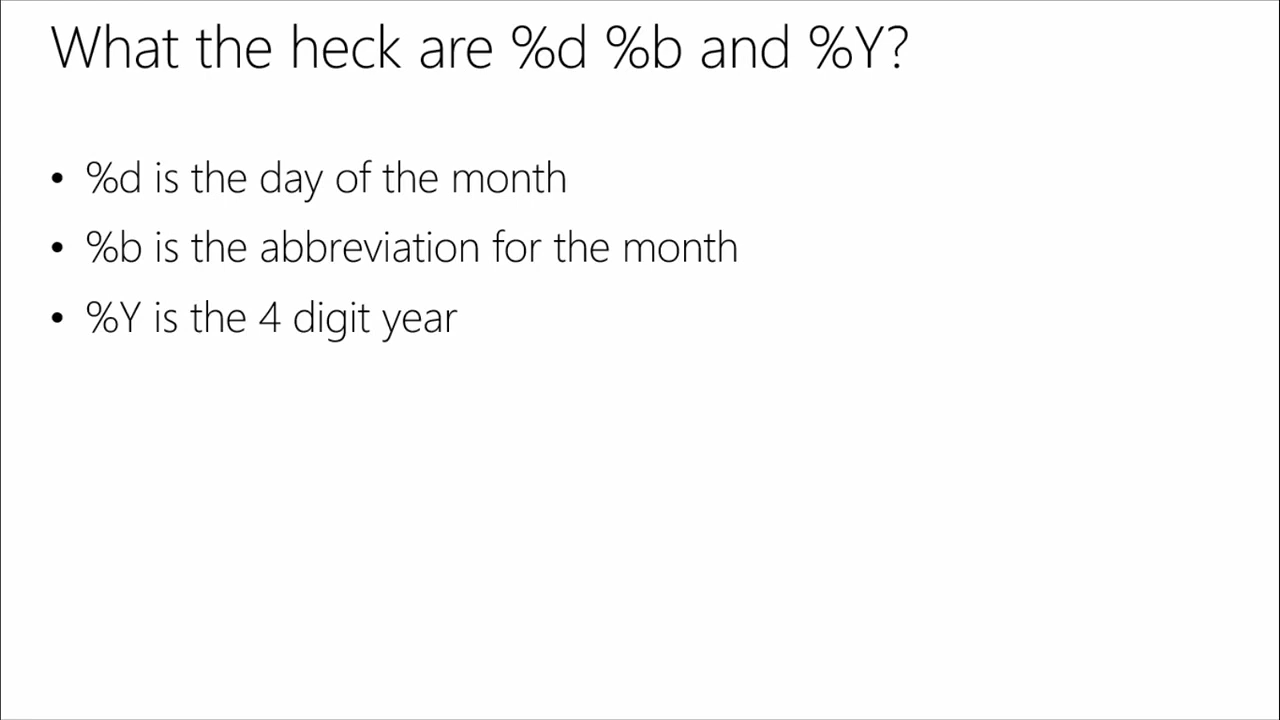 What the heck are %d %b and %Y?
• %d is the day of the month
• %b is the abbreviation for the month
• %Y is the 4 digit year